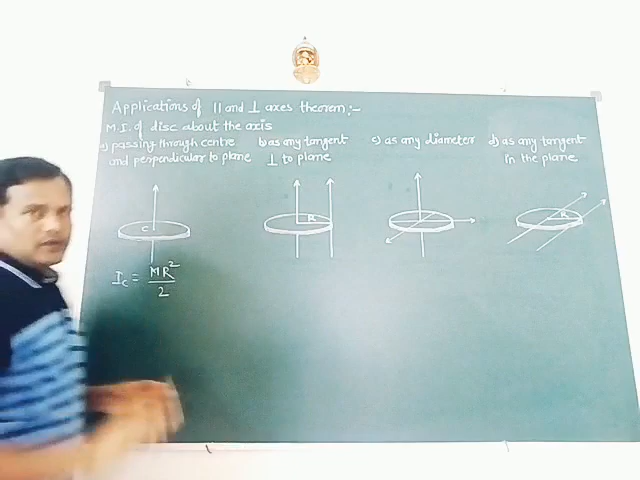 Applications of || and ⊥ axes theorem:-
M.I. of disc about the axis
a) passing through centre
and perpendicular to plane
b) as any tangent
⊥ to plane
c) as any diameter
d) as any tangent
in the plane
C
R
R
I_C = MR²/2